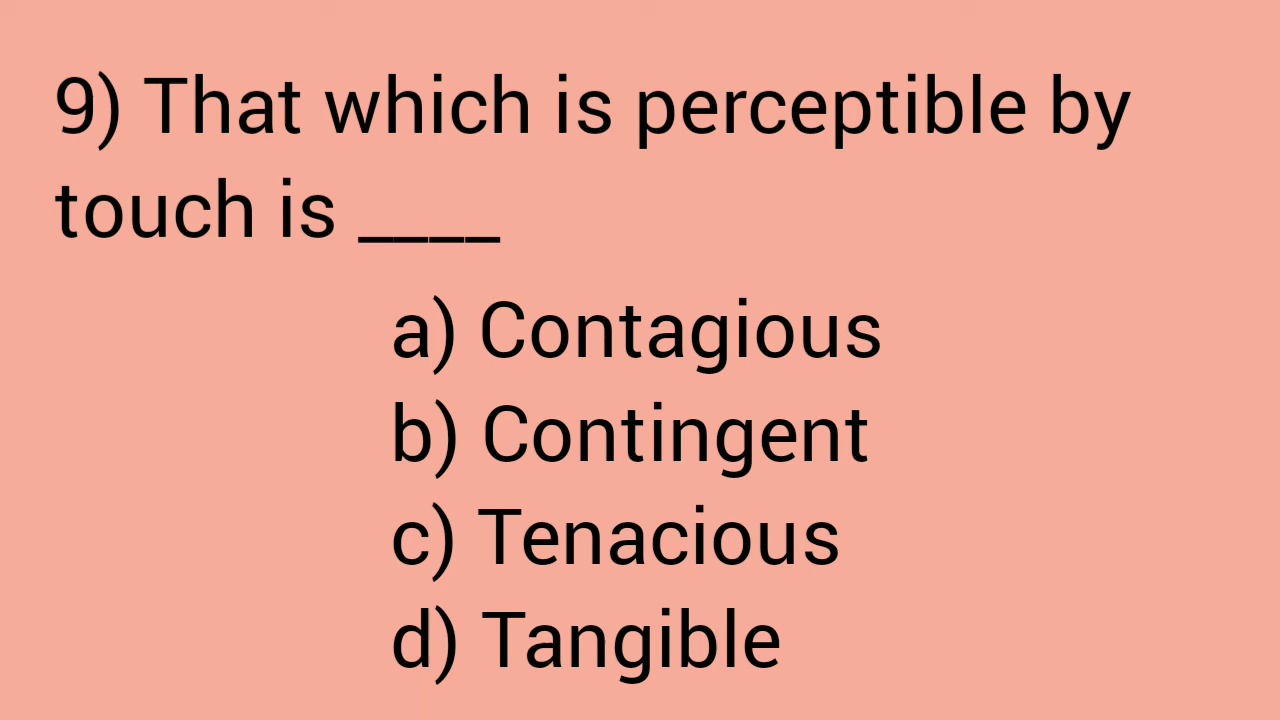 9) That which is perceptible by
touch is ____
a) Contagious
b) Contingent
c) Tenacious
d) Tangible